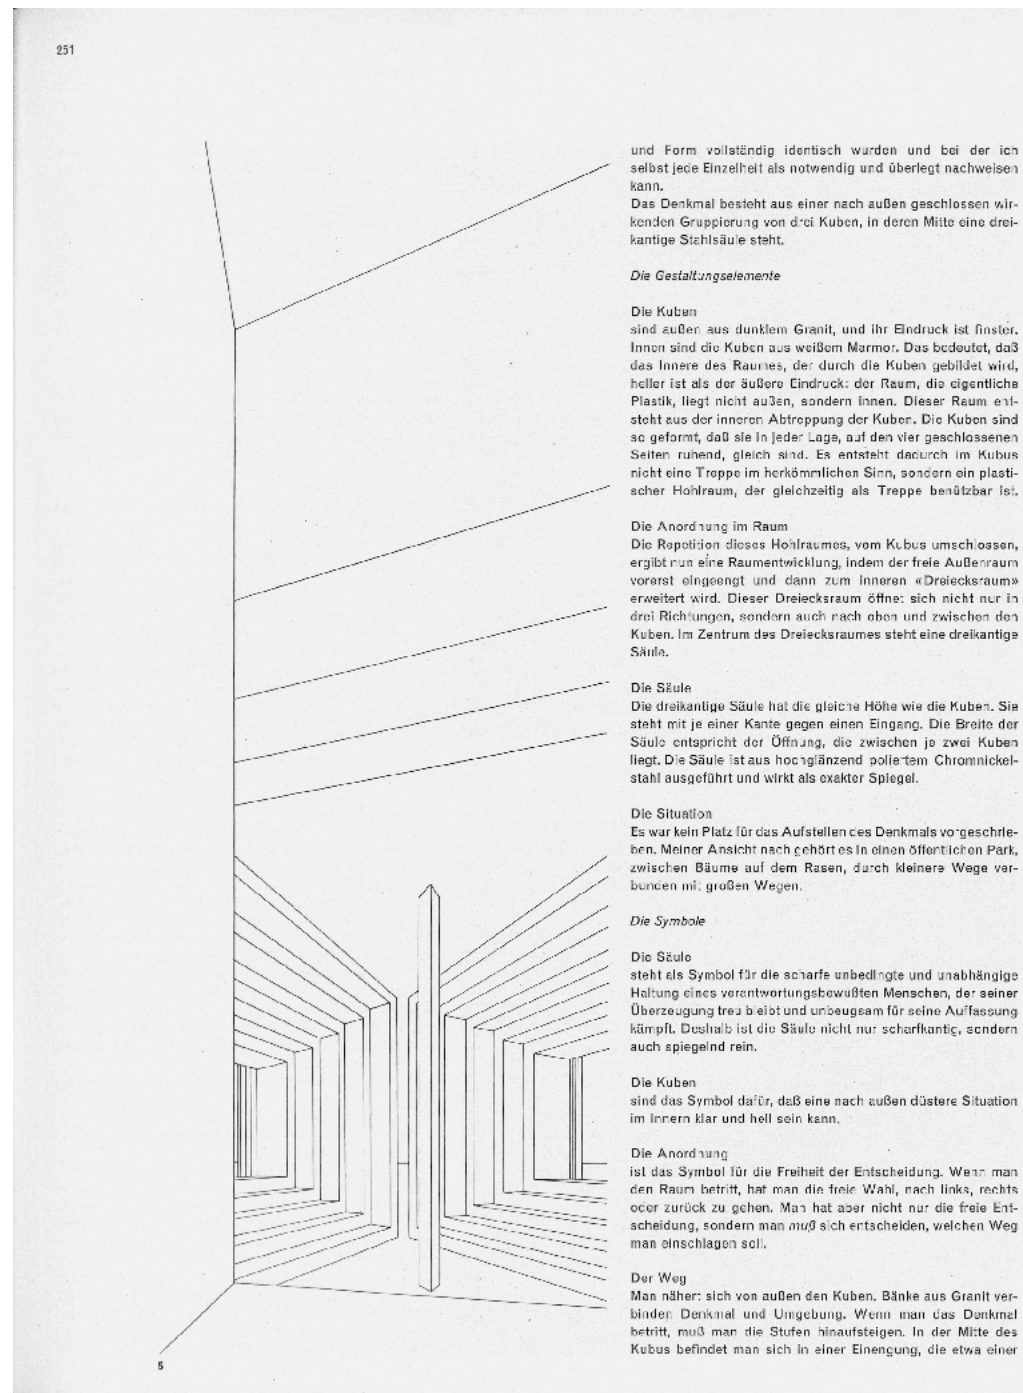 251
und Form vollständig identisch wurden und bei der ich
selbst jede Einzelheit als notwendig und überlegt nachweisen
kann.
Das Denkmal besteht aus einer nach außen geschlossen wir-
kenden Gruppierung von drei Kuben, in deren Mitte eine drei-
kantige Stahlsäule steht.
Die Gestaltungselemente
Die Kuben
sind außen aus dunklem Granit, und ihr Eindruck ist finster.
Innen sind die Kuben aus weißem Marmor. Das bedeutet, daß
das Innere des Raumes, der durch die Kuben gebildet wird,
heller ist als der äußere Eindruck: der Raum, die eigentliche
Plastik, liegt nicht außen, sondern innen. Dieser Raum ent-
steht aus der inneren Abtreppung der Kuben. Die Kuben sind
so geformt, daß sie in jeder Lage, auf den vier geschlossenen
Seiten ruhend, gleich sind. Es entsteht dadurch im Kubus
nicht eine Treppe im herkömmlichen Sinn, sondern ein plasti-
scher Hohlraum, der gleichzeitig als Treppe benützbar ist.
Die Anordnung im Raum
Die Repetition dieses Hohlraumes, vom Kubus umschlossen,
ergibt nun eine Raumentwicklung, indem der freie Außenraum
vorerst eingeengt und dann zum inneren «Dreiecksraum»
erweitert wird. Dieser Dreiecksraum öffnet sich nicht nur in
drei Richtungen, sondern auch nach oben und zwischen den
Kuben. Im Zentrum des Dreiecksraumes steht eine dreikantige
Säule.
Die Säule
Die dreikantige Säule hat die gleiche Höhe wie die Kuben. Sie
steht mit je einer Kante gegen einen Eingang. Die Breite der
Säule entspricht der Öffnung, die zwischen je zwei Kuben
liegt. Die Säule ist aus hochglänzend poliertem Chromnickel-
stahl ausgeführt und wirkt als exakter Spiegel.
Die Situation
Es war kein Platz für das Aufstellen des Denkmals vorgeschrie-
ben. Meiner Ansicht nach gehört es in einen öffentlichen Park,
zwischen Bäume auf dem Rasen, durch kleinere Wege ver-
bunden mit großen Wegen.
Die Symbole
Die Säule
steht als Symbol für die scharfe unbedingte und unabhängige
Haltung eines verantwortungsbewußten Menschen, der seiner
Überzeugung treu bleibt und unbeugsam für seine Auffassung
kämpft. Deshalb ist die Säule nicht nur scharfkantig, sondern
auch spiegelnd rein.
Die Kuben
sind das Symbol dafür, daß eine nach außen düstere Situation
im Innern klar und hell sein kann.
Die Anordnung
ist das Symbol für die Freiheit der Entscheidung. Wenn man
den Raum betritt, hat man die freie Wahl, nach links, rechts
oder zurück zu gehen. Man hat aber nicht nur die freie Ent-
scheidung, sondern man muß sich entscheiden, welchen Weg
man einschlagen soll.
Der Weg
Man nähert sich von außen den Kuben. Bänke aus Granit ver-
binden Denkmal und Umgebung. Wenn man das Denkmal
betritt, muß man die Stufen hinaufsteigen. In der Mitte des
Kubus befindet man sich in einer Einengung, die etwa einer
5